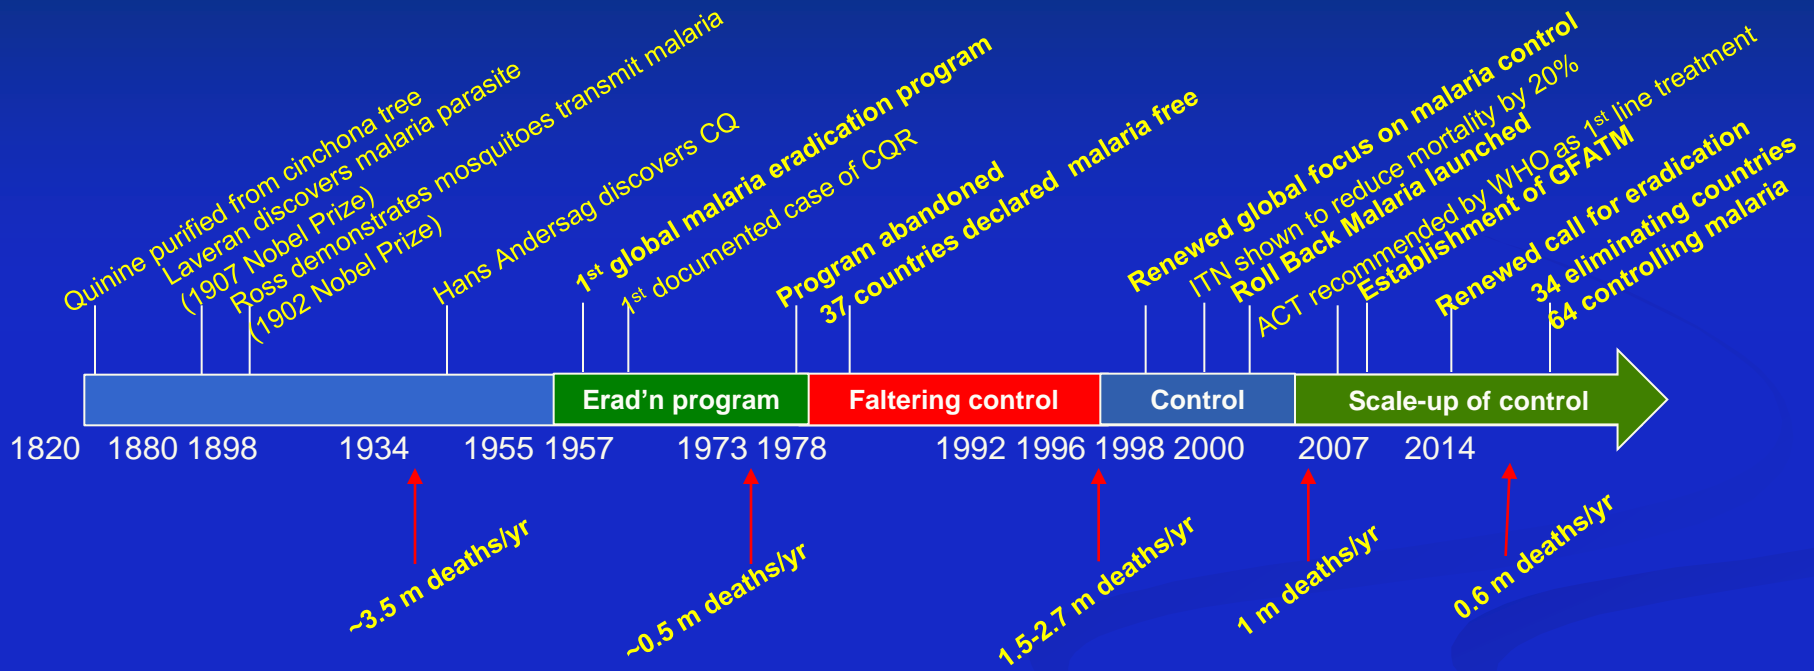 Quinine purified from cinchona tree
Laveran discovers malaria parasite
(1907 Nobel Prize)
Ross demonstrates mosquitoes transmit malaria
(1902 Nobel Prize)
Hans Andersag discovers CQ
1st global malaria eradication program
1st documented case of CQR
Program abandoned
37 countries declared malaria free
Renewed global focus on malaria control
ITN shown to reduce mortality by 20%
Roll Back Malaria launched
ACT recommended by WHO as 1st line treatment
Establishment of GFATM
Renewed call for eradication
34 eliminating countries
64 controlling malaria
Erad'n program
Faltering control
Control
Scale-up of control
1820 1880 1898 1934 1955 1957 1973 1978 1992 1996 1998 2000 2007 2014
~3.5 m deaths/yr
~0.5 m deaths/yr
1.5-2.7 m deaths/yr
1 m deaths/yr
0.6 m deaths/yr